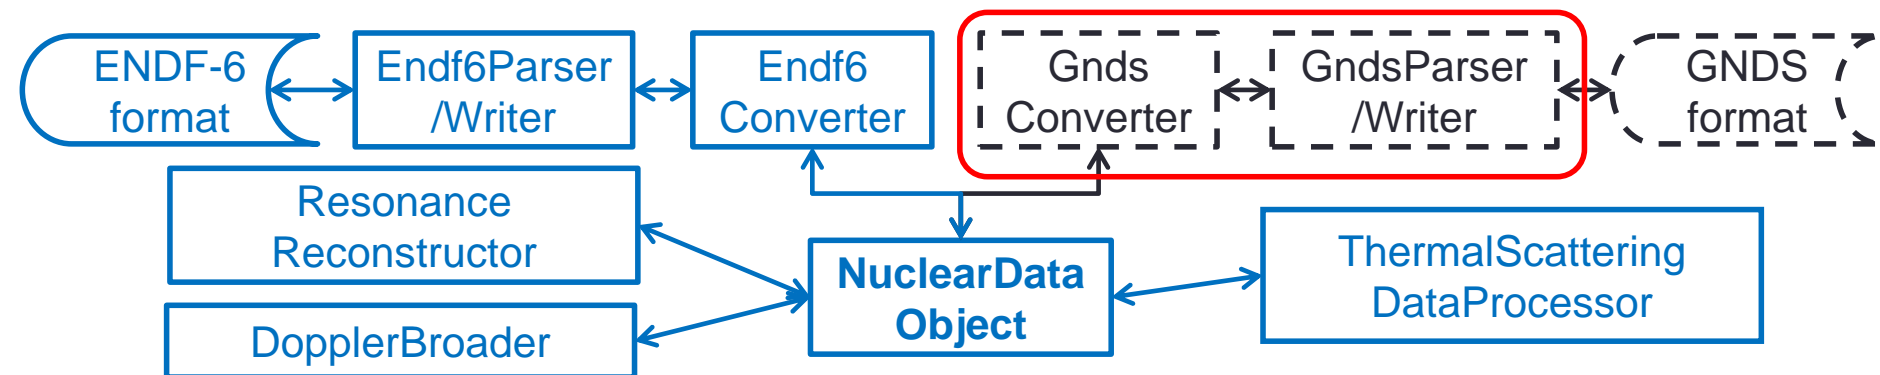 ENDF-6
format
Endf6Parser
/Writer
Endf6
Converter
Gnds
Converter
GndsParser
/Writer
GNDS
format
Resonance
Reconstructor
DopplerBroader
NuclearData
Object
ThermalScattering
DataProcessor